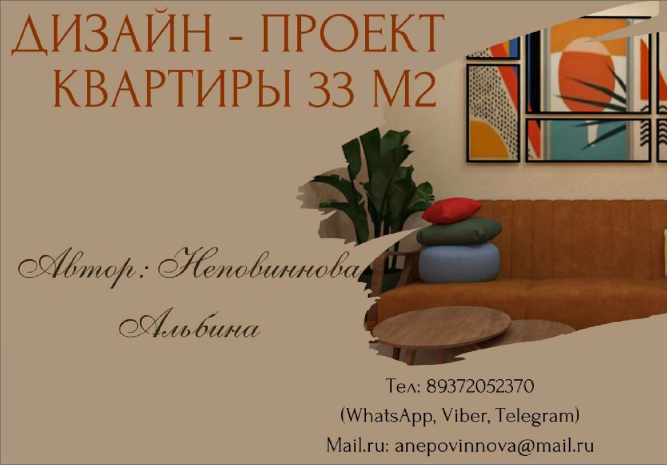 ДИЗАЙН - ПРОЕКТ
КВАРТИРЫ 33 М2
Автор: Неповиннова
Альбина
Тел: 89372052370
(WhatsApp, Viber, Telegram)
Mail.ru: anepovinnova@mail.ru